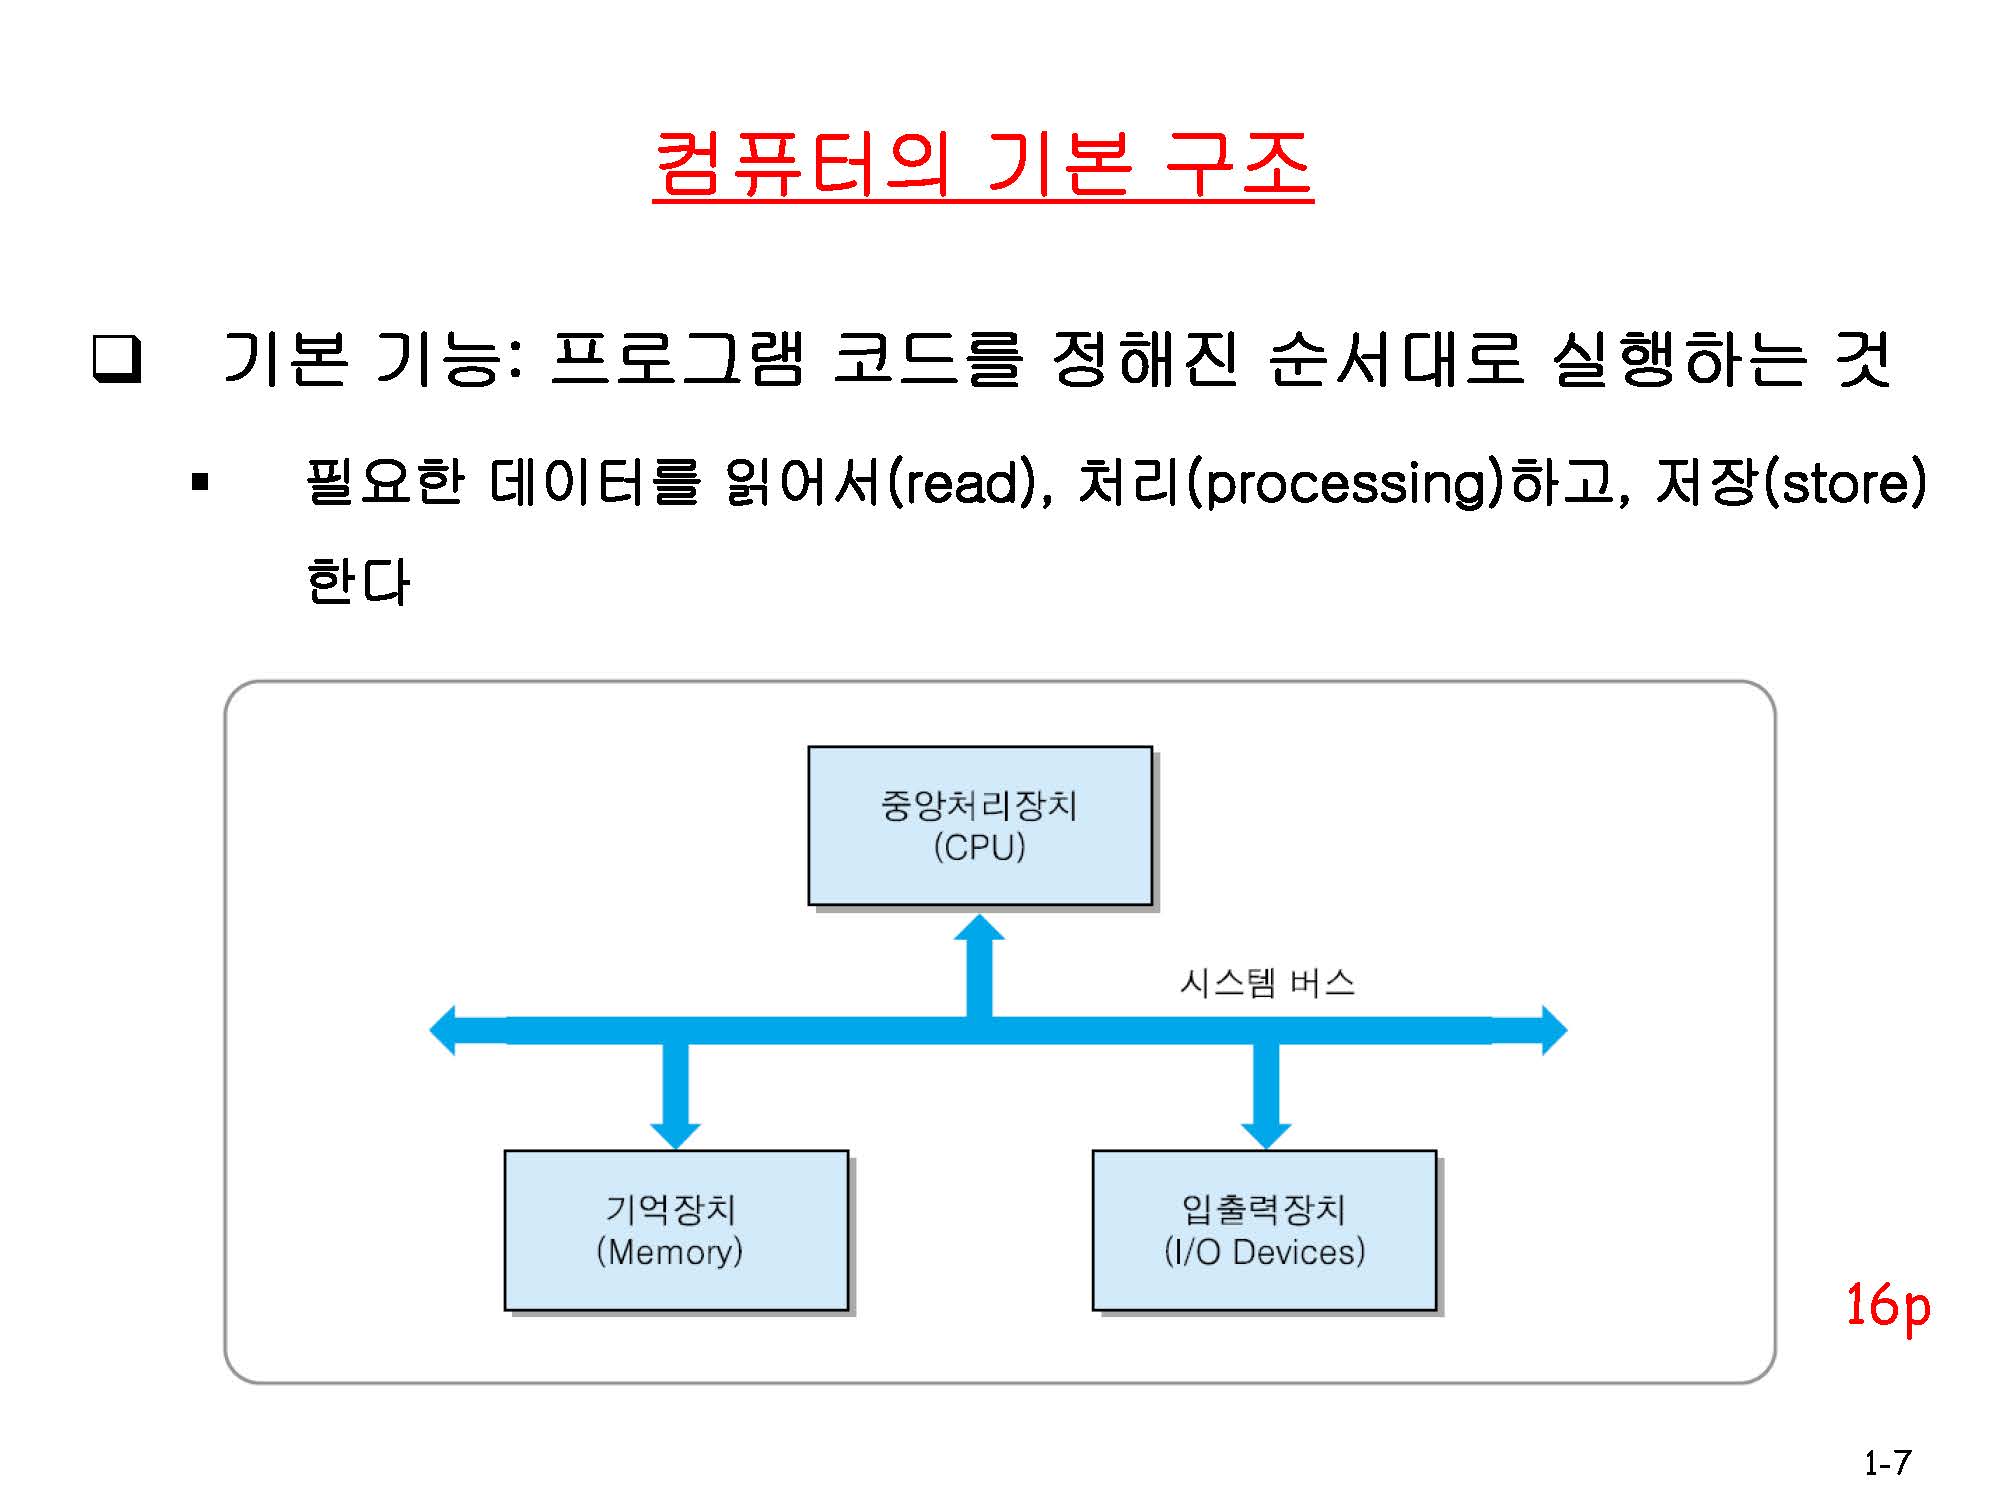 컴퓨터의 기본 구조
기본 기능: 프로그램 코드를 정해진 순서대로 실행하는 것
필요한 데이터를 읽어서(read), 처리(processing)하고, 저장(store)
한다
중앙처리장치
(CPU)
시스템 버스
기억장치
(Memory)
입출력장치
(I/O Devices)
16p
1-7